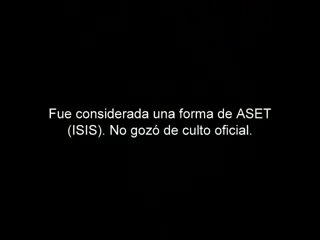 Fue considerada una forma de ASET
(ISIS). No gozó de culto oficial.